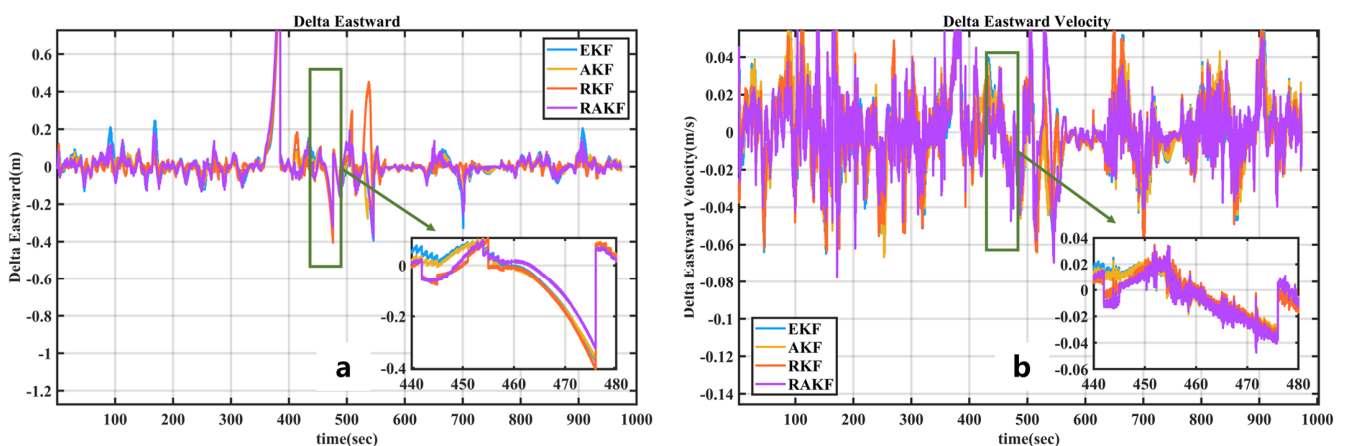 Delta Eastward
Delta Eastward(m)
0.6
0.4
0.2
0
-0.2
-0.4
-0.6
-0.8
-1
-1.2
EKF
AKF
RKF
RAKF
0
-0.2
-0.4
440 450 460 470 480
a
100 200 300 400 500 600 700 800 900 1000
time(sec)
Delta Eastward Velocity
Delta Eastward Velocity(m/s)
0.04
0.02
0
-0.02
-0.04
-0.06
-0.08
-0.1
-0.12
-0.14
EKF
AKF
RKF
RAKF
0.04
0.02
0
-0.02
-0.04
-0.06
440 450 460 470 480
b
100 200 300 400 500 600 700 800 900 1000
time(sec)